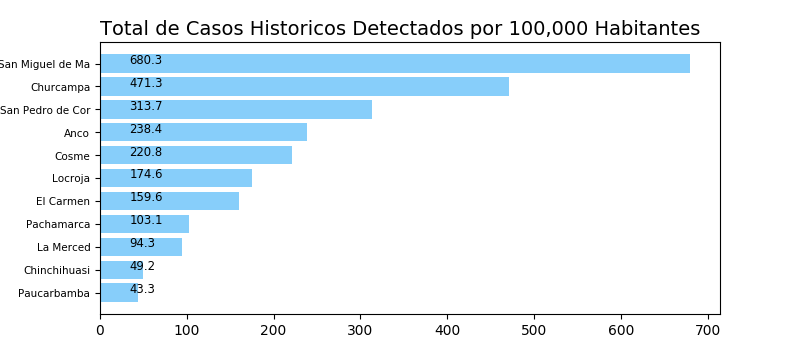 Total de Casos Historicos Detectados por 100,000 Habitantes
San Miguel de Ma 680.3
Churcampa 471.3
San Pedro de Cor 313.7
Anco 238.4
Cosme 220.8
Locroja 174.6
El Carmen 159.6
Pachamarca 103.1
La Merced 94.3
Chinchihuasi 49.2
Paucarbamba 43.3
0 100 200 300 400 500 600 700